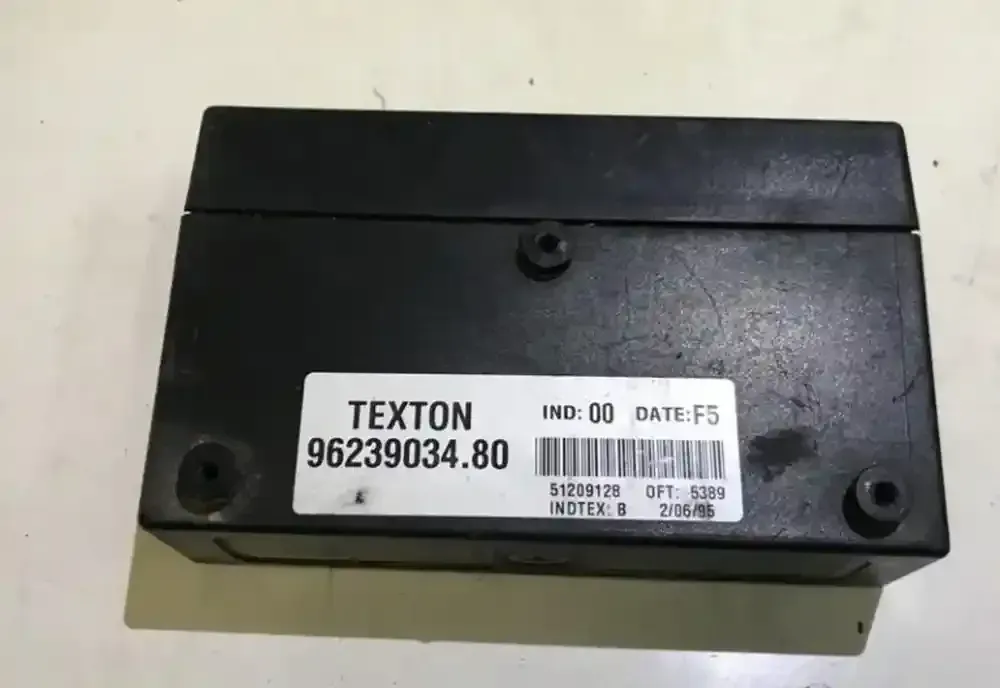 TEXTON IND: 00 DATE: F5
96239034.80
51209128 OFT: 5389
INDTEX: B 2/06/95